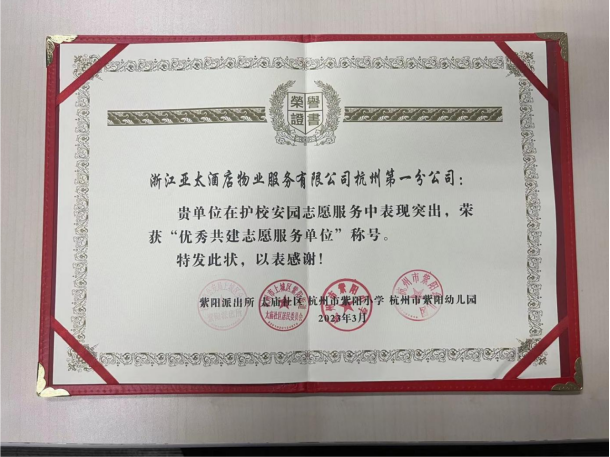 榮譽
證書
浙江亚太酒店物业服务有限公司杭州第一分公司：
贵单位在护校安园志愿服务中表现突出，荣
获“优秀共建志愿服务单位”称号。
特发此状，以表感谢！
紫阳派出所 太庙社区 杭州市紫阳小学 杭州市紫阳幼儿园
2023年3月